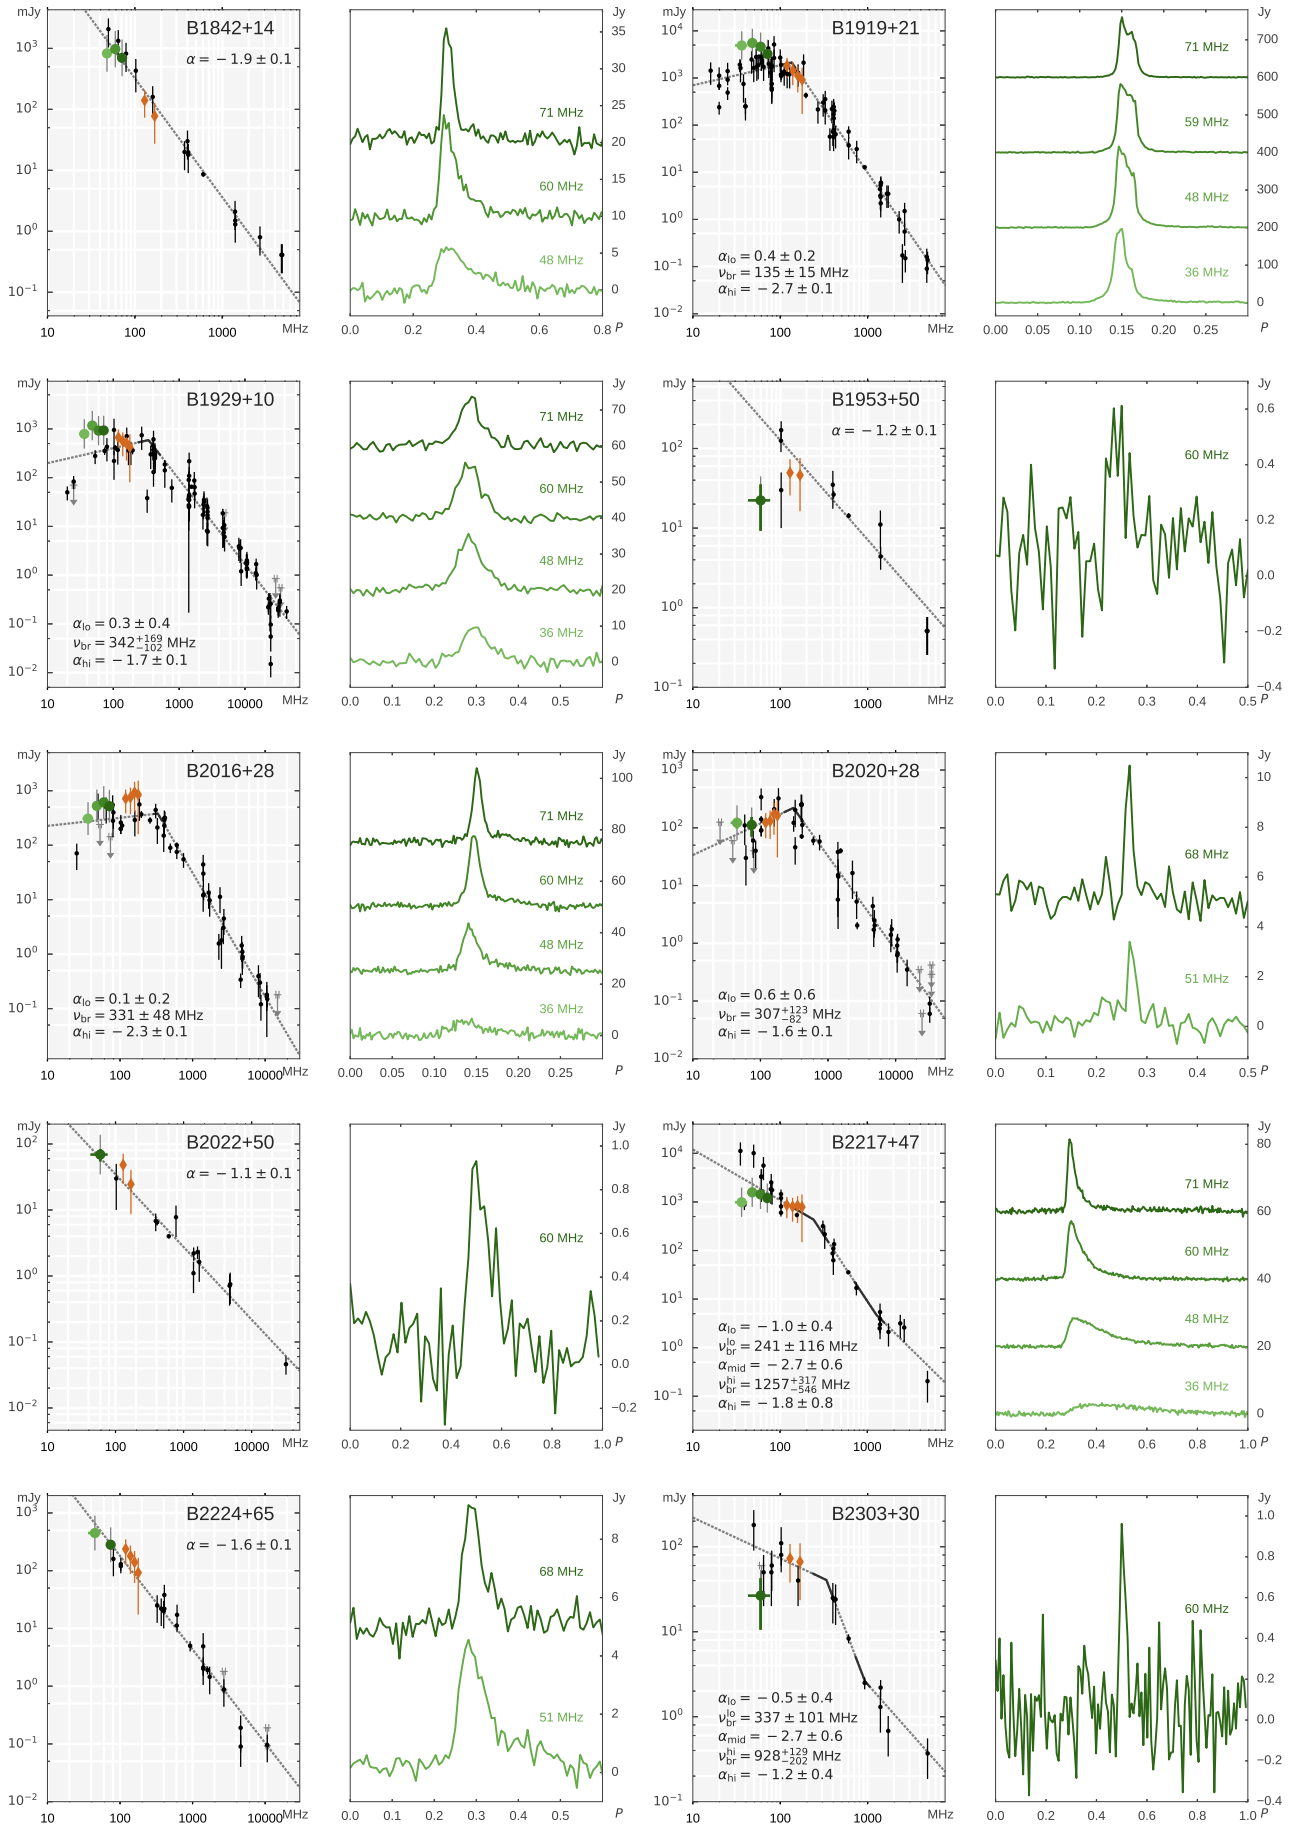 mJy
B1842+14
α = −1.9 ± 0.1
10³
10²
10¹
10⁰
10⁻¹
10 100 1000 MHz
Jy
35
30
25
20
15
10
5
0
71 MHz
60 MHz
48 MHz
0.0 0.2 0.4 0.6 0.8 P
mJy
B1919+21
10⁴
10³
10²
10¹
10⁰
10⁻¹
10⁻²
α_lo = 0.4 ± 0.2
ν_br = 135 ± 15 MHz
α_hi = −2.7 ± 0.1
10 100 1000 MHz
Jy
700
600
500
400
300
200
100
0
71 MHz
59 MHz
48 MHz
36 MHz
0.00 0.05 0.10 0.15 0.20 0.25 P
mJy
B1929+10
10³
10²
10¹
10⁰
10⁻¹
10⁻²
α_lo = 0.3 ± 0.4
ν_br = 342 +169 −102 MHz
α_hi = −1.7 ± 0.1
10 100 1000 10000 MHz
Jy
70
60
50
40
30
20
10
0
71 MHz
60 MHz
48 MHz
36 MHz
0.0 0.1 0.2 0.3 0.4 0.5 P
mJy
B1953+50
α = −1.2 ± 0.1
10²
10¹
10⁰
10⁻¹
10 100 1000 MHz
Jy
0.6
0.4
0.2
0.0
−0.2
−0.4
60 MHz
0.0 0.1 0.2 0.3 0.4 0.5 P
mJy
B2016+28
10³
10²
10¹
10⁰
10⁻¹
α_lo = 0.1 ± 0.2
ν_br = 331 ± 48 MHz
α_hi = −2.3 ± 0.1
10 100 1000 10000 MHz
Jy
100
80
60
40
20
0
71 MHz
60 MHz
48 MHz
36 MHz
0.00 0.05 0.10 0.15 0.20 0.25 P
mJy
B2020+28
10³
10²
10¹
10⁰
10⁻¹
10⁻²
α_lo = 0.6 ± 0.6
ν_br = 307 +123 −82 MHz
α_hi = −1.6 ± 0.1
10 100 1000 10000 MHz
Jy
10
8
6
4
2
0
68 MHz
51 MHz
0.0 0.1 0.2 0.3 0.4 0.5 P
mJy
B2022+50
α = −1.1 ± 0.1
10²
10¹
10⁰
10⁻¹
10⁻²
10 100 1000 10000 MHz
Jy
1.0
0.8
0.6
0.4
0.2
0.0
−0.2
60 MHz
0.0 0.2 0.4 0.6 0.8 1.0 P
mJy
B2217+47
10⁴
10³
10²
10¹
10⁰
10⁻¹
α_lo = −1.0 ± 0.4
ν_br^lo = 241 ± 116 MHz
α_mid = −2.7 ± 0.6
ν_br^hi = 1257 +317 −546 MHz
α_hi = −1.8 ± 0.8
10 100 1000 MHz
Jy
80
60
40
20
0
71 MHz
60 MHz
48 MHz
36 MHz
0.0 0.2 0.4 0.6 0.8 1.0 P
mJy
B2224+65
α = −1.6 ± 0.1
10³
10²
10¹
10⁰
10⁻¹
10⁻²
10 100 1000 10000 MHz
Jy
8
6
4
2
0
68 MHz
51 MHz
0.0 0.1 0.2 0.3 0.4 0.5 P
mJy
B2303+30
10²
10¹
10⁰
10⁻¹
α_lo = −0.5 ± 0.4
ν_br^lo = 337 ± 101 MHz
α_mid = −2.7 ± 0.6
ν_br^hi = 928 +129 −202 MHz
α_hi = −1.2 ± 0.4
10 100 1000 MHz
Jy
1.0
0.8
0.6
0.4
0.2
0.0
−0.2
−0.4
60 MHz
0.0 0.2 0.4 0.6 0.8 1.0 P